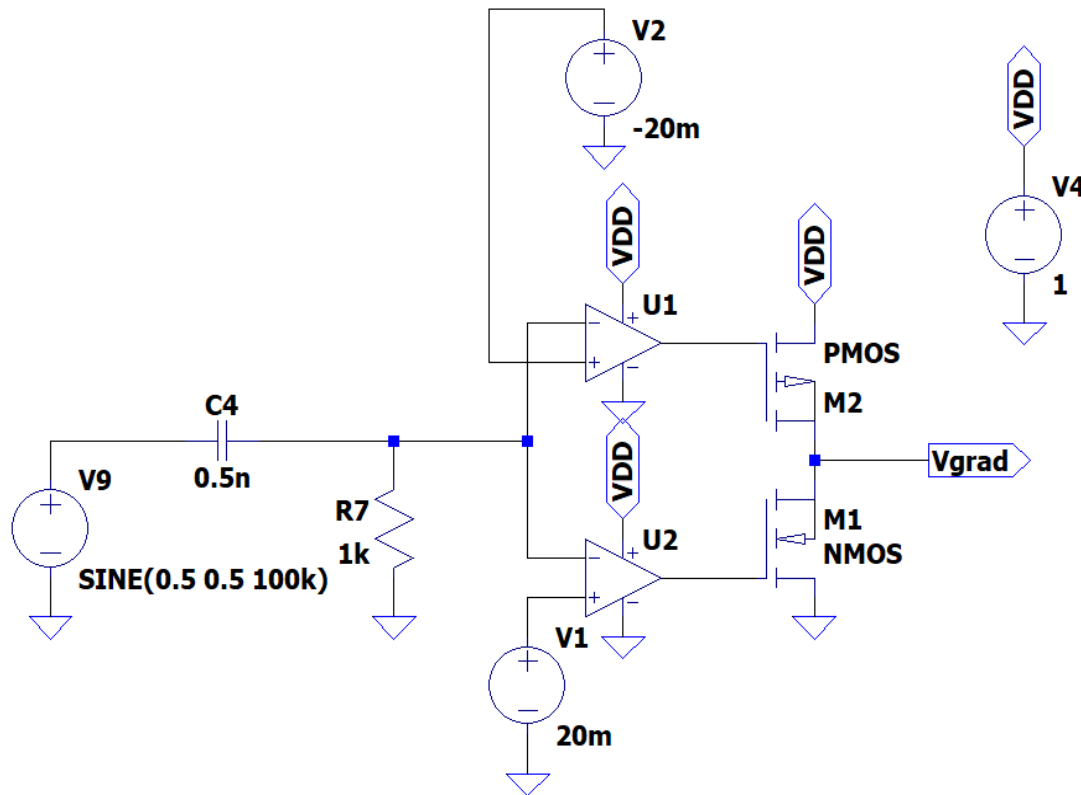 V2
-20m
VDD
V4
1
VDD
VDD
U1
+
-
-
+
PMOS
M2
C4
0.5n
V9
SINE(0.5 0.5 100k)
R7
1k
VDD
U2
+
-
-
+
Vgrad
M1
NMOS
V1
20m